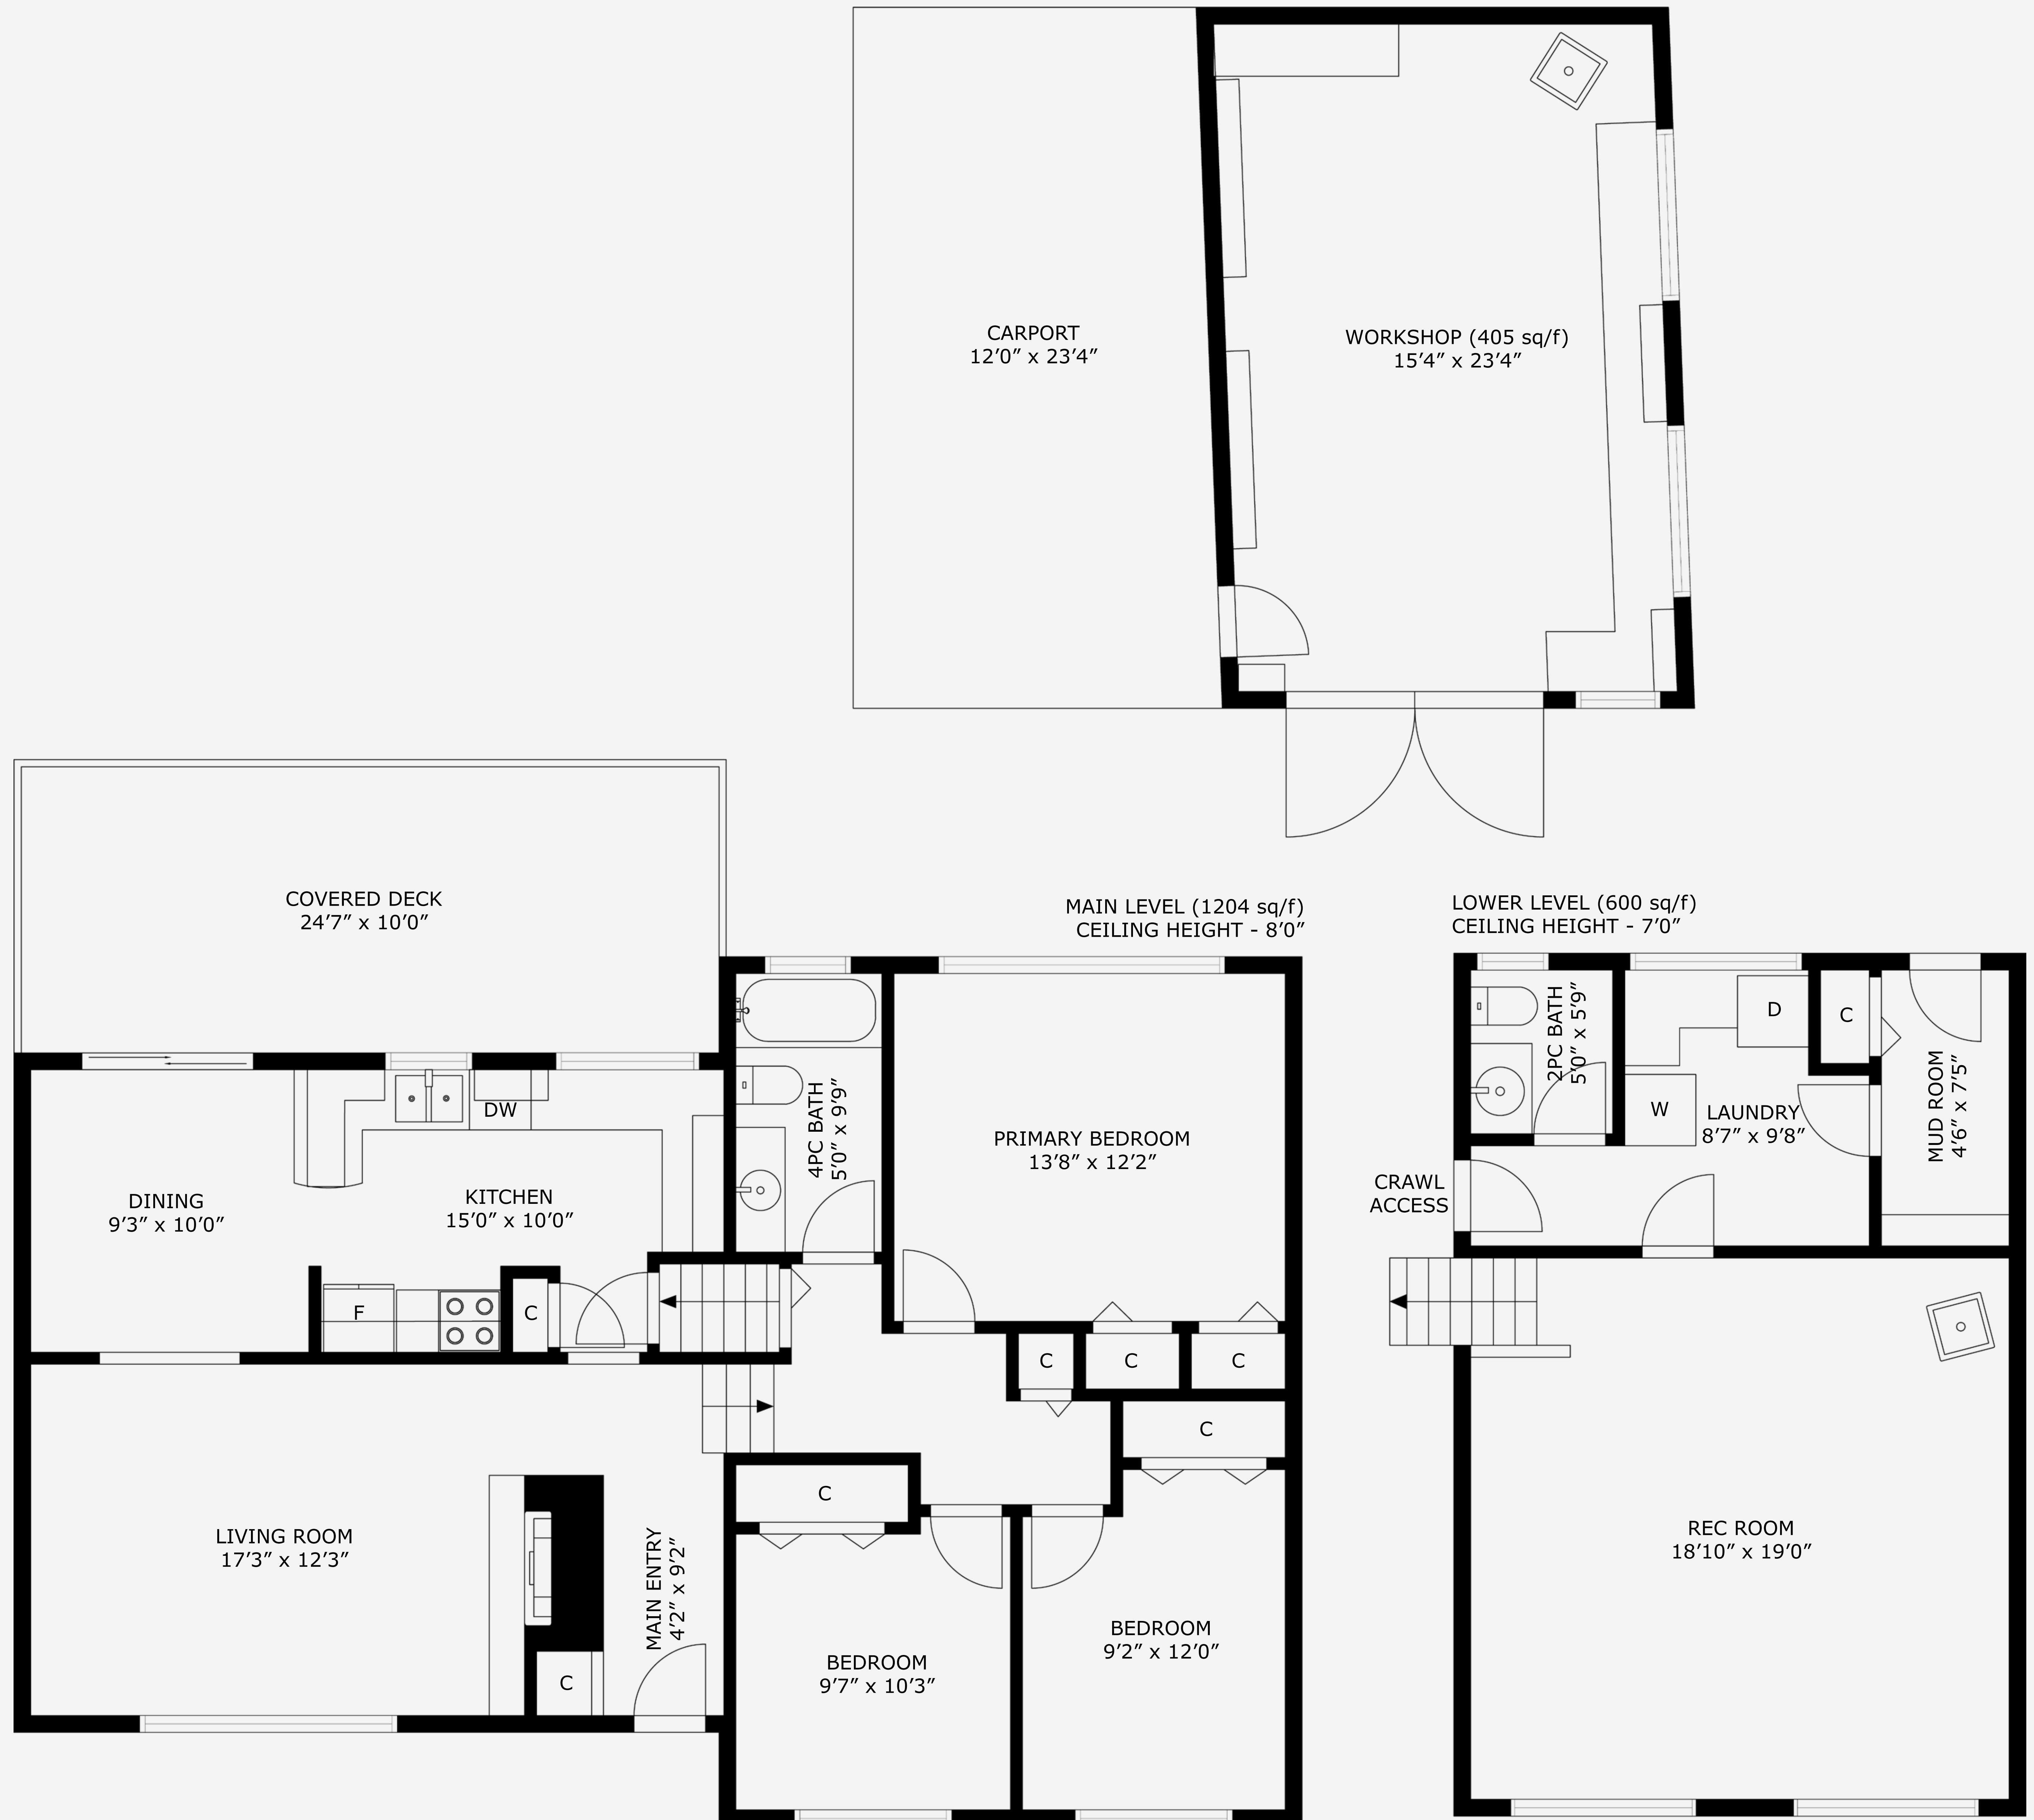 CARPORT
12′0″ x 23′4″
WORKSHOP (405 sq/f)
15′4″ x 23′4″
COVERED DECK
24′7″ x 10′0″
MAIN LEVEL (1204 sq/f)
CEILING HEIGHT - 8′0″
LOWER LEVEL (600 sq/f)
CEILING HEIGHT - 7′0″
DW
DINING
9′3″ x 10′0″
KITCHEN
15′0″ x 10′0″
F
C
4PC BATH
5′0″ x 9′9″
PRIMARY BEDROOM
13′8″ x 12′2″
C
C
C
C
C
LIVING ROOM
17′3″ x 12′3″
MAIN ENTRY
4′2″ x 9′2″
C
BEDROOM
9′7″ x 10′3″
BEDROOM
9′2″ x 12′0″
2PC BATH
5′0″ x 5′9″
D
C
W
LAUNDRY
8′7″ x 9′8″
MUD ROOM
4′6″ x 7′5″
CRAWL
ACCESS
REC ROOM
18′10″ x 19′0″